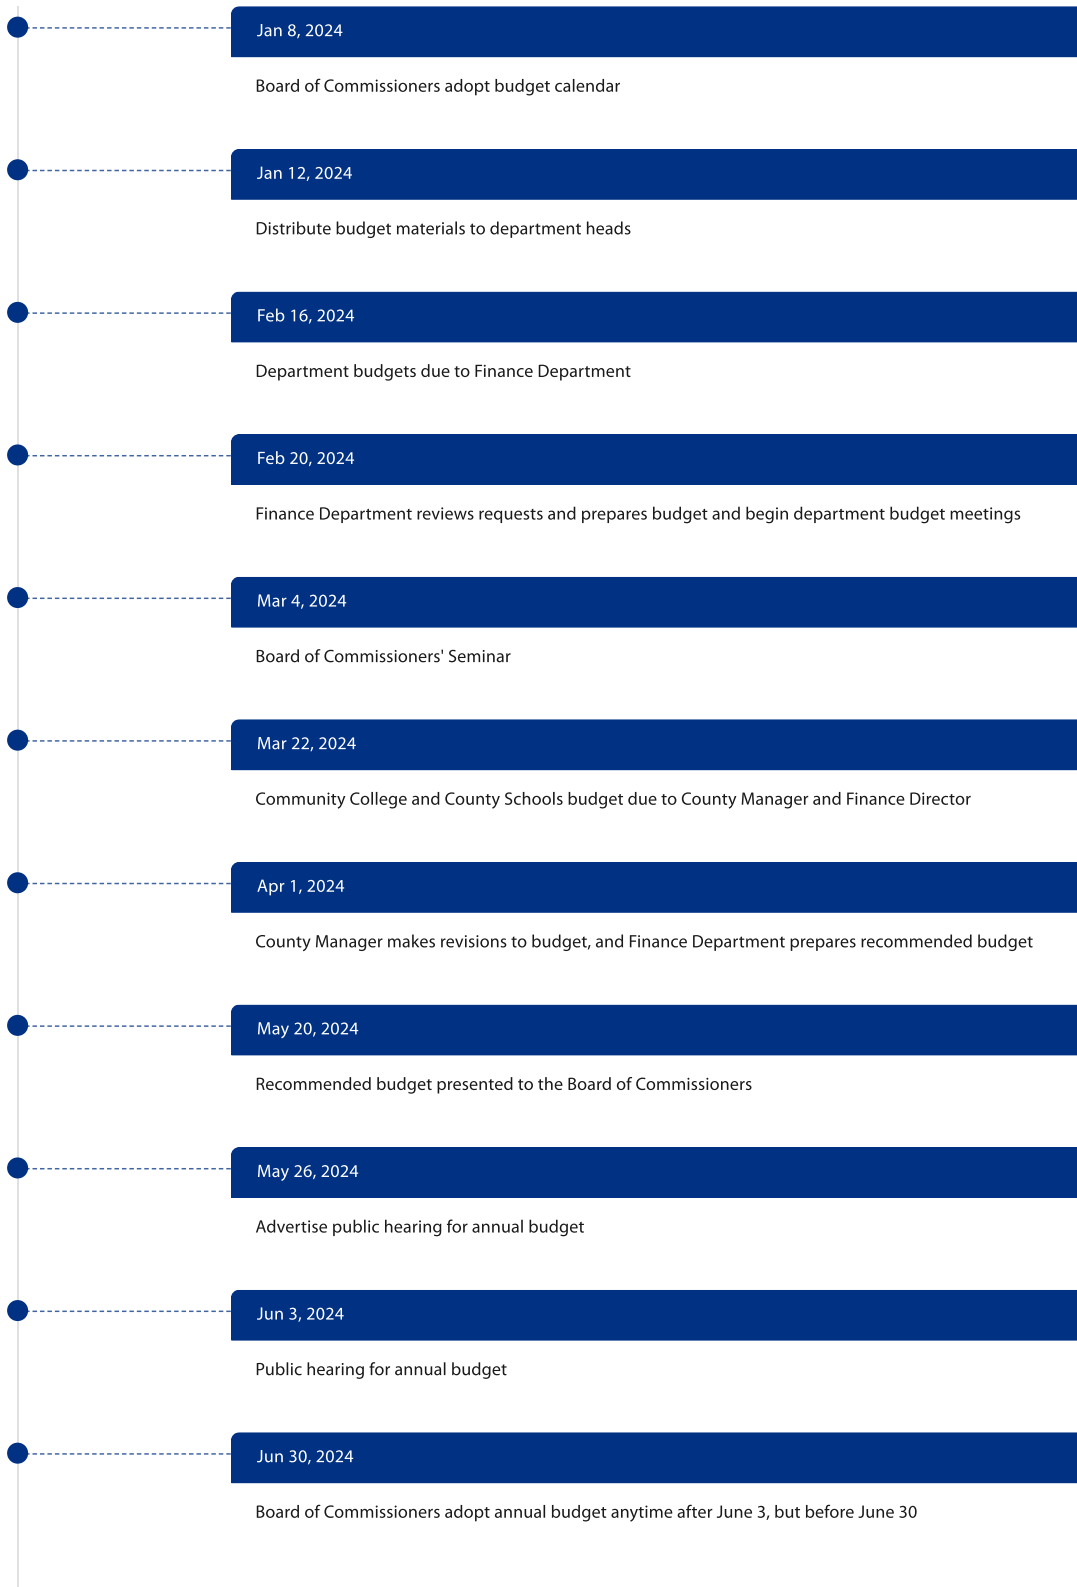 Jan 8, 2024
Board of Commissioners adopt budget calendar
Jan 12, 2024
Distribute budget materials to department heads
Feb 16, 2024
Department budgets due to Finance Department
Feb 20, 2024
Finance Department reviews requests and prepares budget and begin department budget meetings
Mar 4, 2024
Board of Commissioners' Seminar
Mar 22, 2024
Community College and County Schools budget due to County Manager and Finance Director
Apr 1, 2024
County Manager makes revisions to budget, and Finance Department prepares recommended budget
May 20, 2024
Recommended budget presented to the Board of Commissioners
May 26, 2024
Advertise public hearing for annual budget
Jun 3, 2024
Public hearing for annual budget
Jun 30, 2024
Board of Commissioners adopt annual budget anytime after June 3, but before June 30